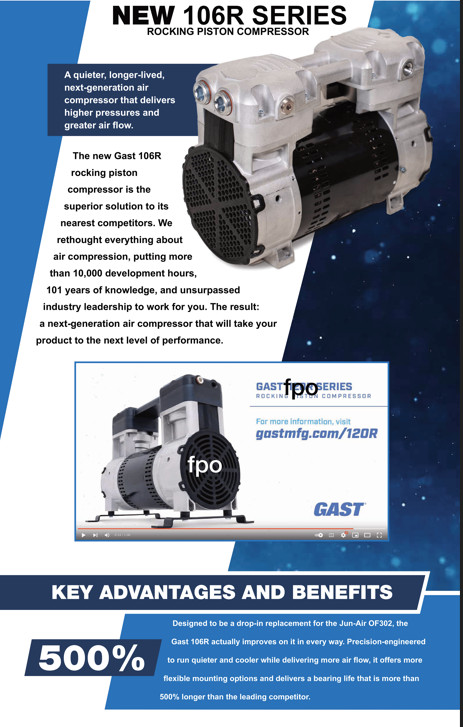 NEW 106R SERIES
ROCKING PISTON COMPRESSOR
A quieter, longer-lived,
next-generation air
compressor that delivers
higher pressures and
greater air flow.
The new Gast 106R
rocking piston
compressor is the
superior solution to its
nearest competitors. We
rethought everything about
air compression, putting more
than 10,000 development hours,
101 years of knowledge, and unsurpassed
industry leadership to work for you. The result:
a next-generation air compressor that will take your
product to the next level of performance.
GAST SERIES
fpo
ROCKING PISTON COMPRESSOR
For more information, visit
gastmfg.com/120R
fpo
GAST
KEY ADVANTAGES AND BENEFITS
500%
Designed to be a drop-in replacement for the Jun-Air OF302, the
Gast 106R actually improves on it in every way. Precision-engineered
to run quieter and cooler while delivering more air flow, it offers more
flexible mounting options and delivers a bearing life that is more than
500% longer than the leading competitor.